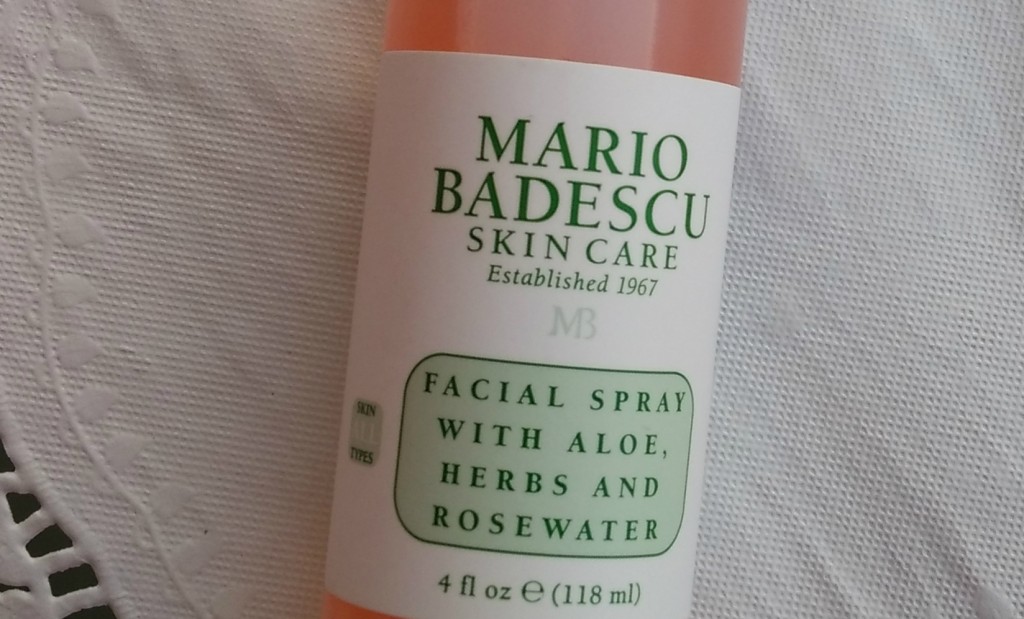 MARIO
BADESCU
SKIN CARE
Established 1967
MB
FACIAL SPRAY
WITH ALOE,
HERBS AND
ROSEWATER
SKIN
ALL
TYPES
4 fl oz ℮ (118 ml)